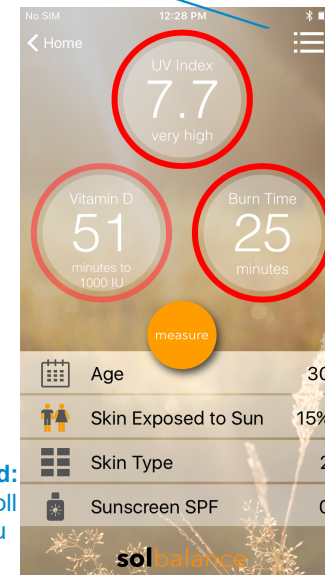 No SIM 12:28 PM
Home
UV Index
7.7
very high
Vitamin D
51
minutes to
1000 IU
Burn Time
25
minutes
measure
Age 30
Skin Exposed to Sun 15%
Skin Type 2
d:
Sunscreen SPF 0
oll
u
solbalance